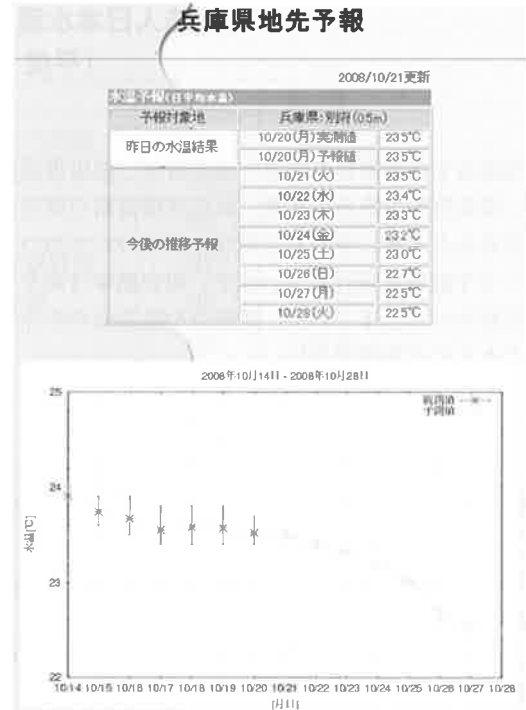 兵庫県地先予報
2008/10/21更新
水温予報(日平均水温)
予報対象地 兵庫県:別府(0.5m)
昨日の水温結果
10/20(月)実測値 23.5℃
10/20(月)予報値 23.5℃
今後の推移予報
10/21(火) 23.5℃
10/22(水) 23.4℃
10/23(木) 23.3℃
10/24(金) 23.2℃
10/25(土) 23.0℃
10/26(日) 22.7℃
10/27(月) 22.5℃
10/28(火) 22.5℃
2008年10月14日 - 2008年10月28日
予測値
水温[℃]
25
24
23
22
10/14 10/15 10/16 10/17 10/18 10/19 10/20 10/21 10/22 10/23 10/24 10/25 10/26 10/27 10/28
[月日]